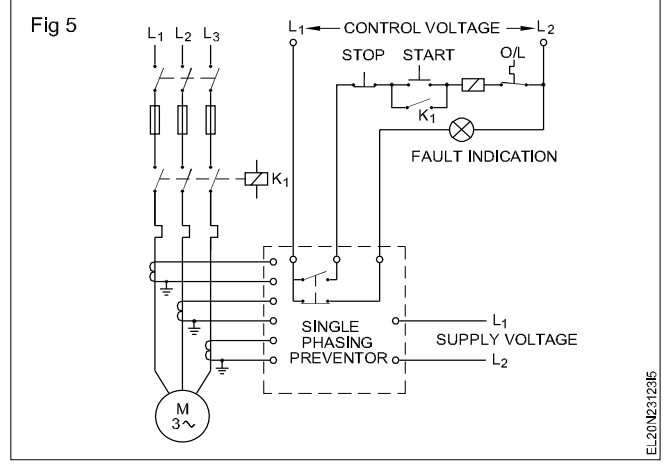 Fig 5
L1 L2 L3
L1 CONTROL VOLTAGE L2
STOP START O/L
K1
FAULT INDICATION
K1
SINGLE
PHASING
PREVENTOR
L1
SUPPLY VOLTAGE
L2
M
3~
EL20N23123I5